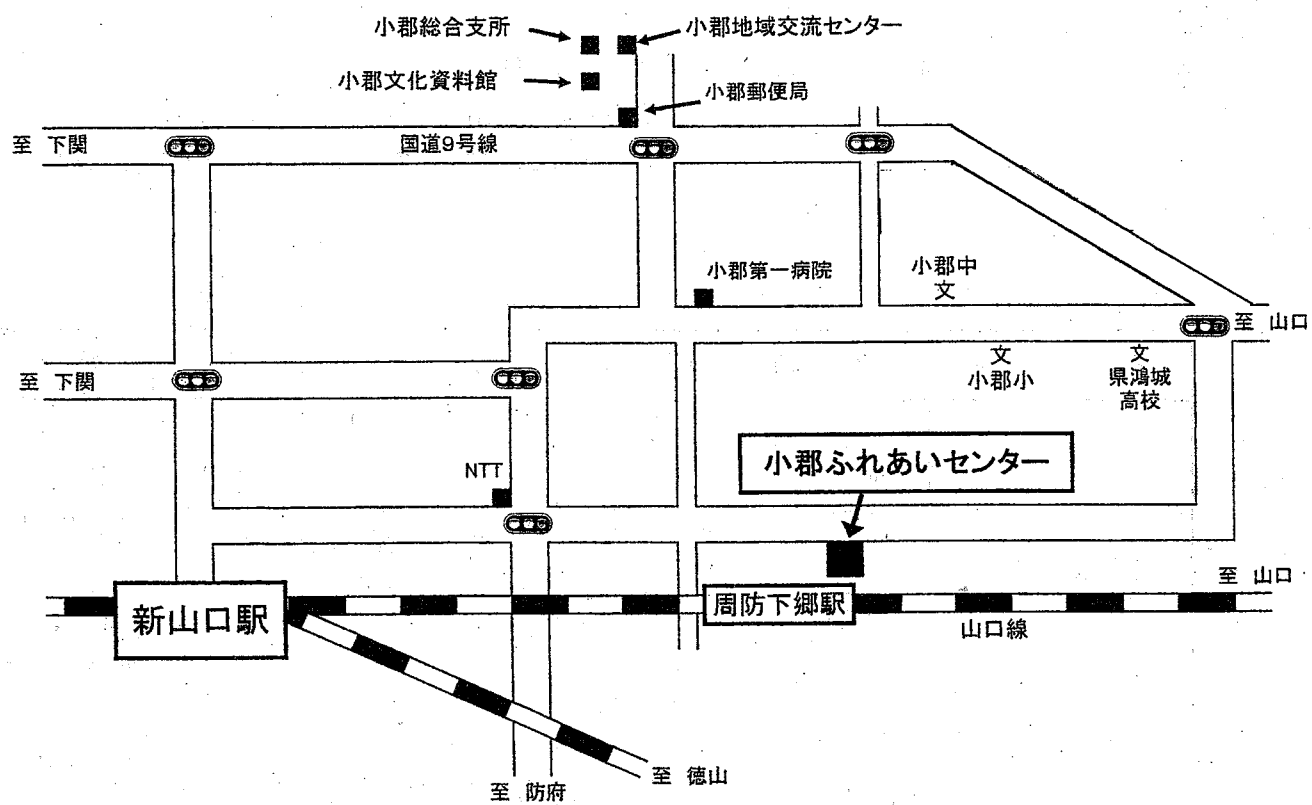 小郡総合支所
小郡地域交流センター
小郡文化資料館
小郡郵便局
至 下関
国道9号線
小郡第一病院
小郡中
文
至 山口
至 下関
文
小郡小
文
県鴻城
高校
小郡ふれあいセンター
NTT
至 山口
新山口駅
周防下郷駅
山口線
至 徳山
至 防府